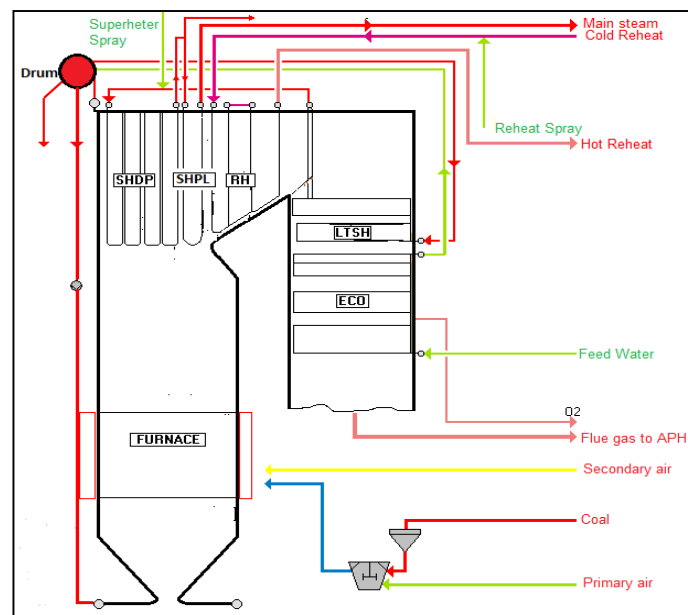 Superheter
Spray
Main steam
Cold Reheat
Drum
Reheat Spray
Hot Reheat
SHDP
SHPL
RH
LTSH
ECO
Feed Water
O2
Flue gas to APH
FURNACE
Secondary air
Coal
Primary air